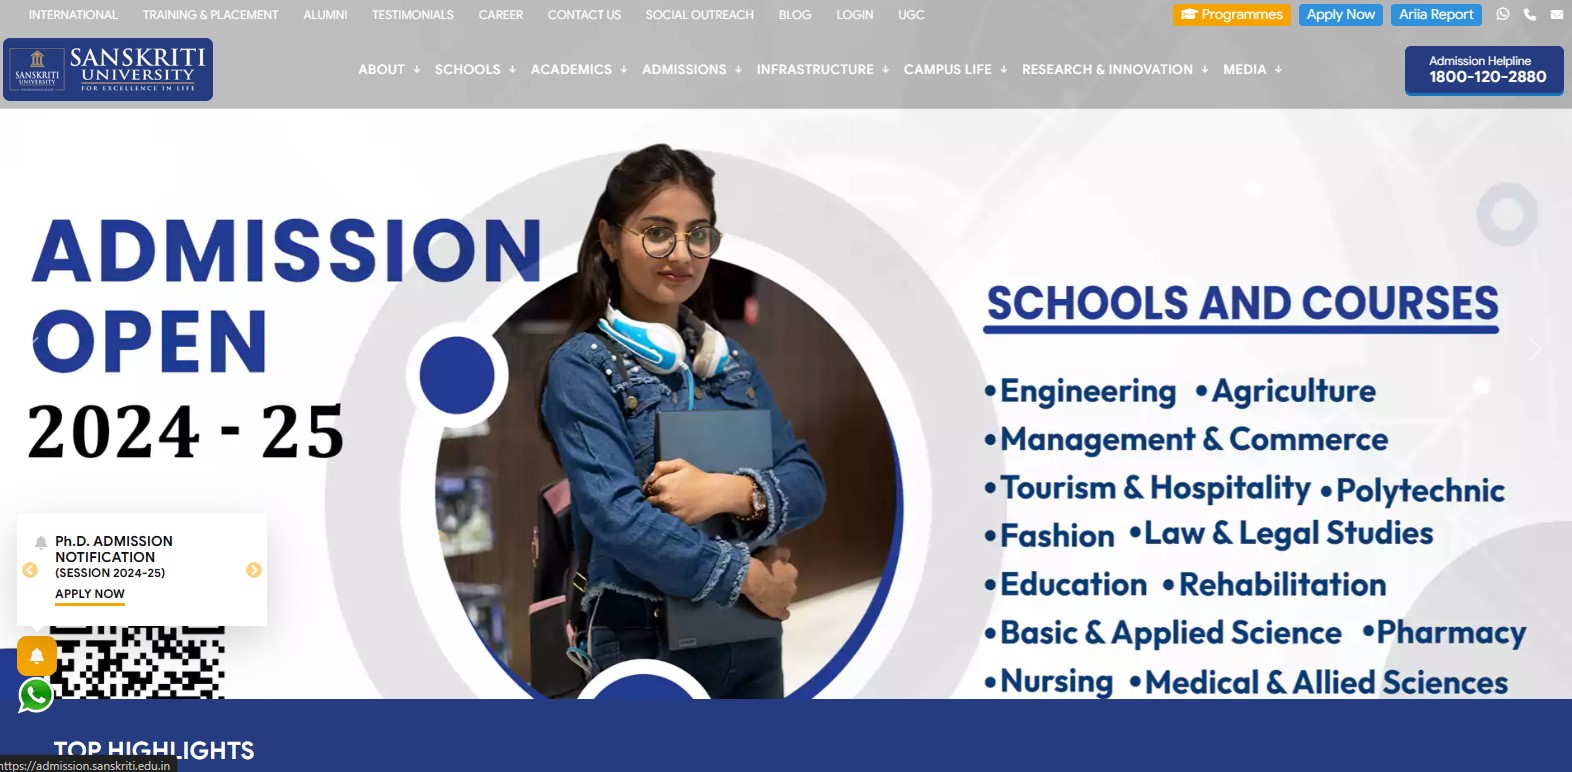 INTERNATIONAL TRAINING & PLACEMENT ALUMNI TESTIMONIALS CAREER CONTACT US SOCIAL OUTREACH BLOG LOGIN UGC Programmes Apply Now Ariia Report
SANSKRITI
UNIVERSITY
SANSKRITI
UNIVERSITY
FOR EXCELLENCE IN LIFE
ABOUT SCHOOLS ACADEMICS ADMISSIONS INFRASTRUCTURE CAMPUS LIFE RESEARCH & INNOVATION MEDIA
Admission Helpline
1800-120-2880
ADMISSION
OPEN
2024 - 25
SCHOOLS AND COURSES
•Engineering •Agriculture
•Management & Commerce
•Tourism & Hospitality •Polytechnic
•Fashion •Law & Legal Studies
•Education •Rehabilitation
•Basic & Applied Science •Pharmacy
•Nursing •Medical & Allied Sciences
Ph.D. ADMISSION
NOTIFICATION
(SESSION 2024-25)
APPLY NOW
TOP HIGHLIGHTS
https://admission.sanskriti.edu.in